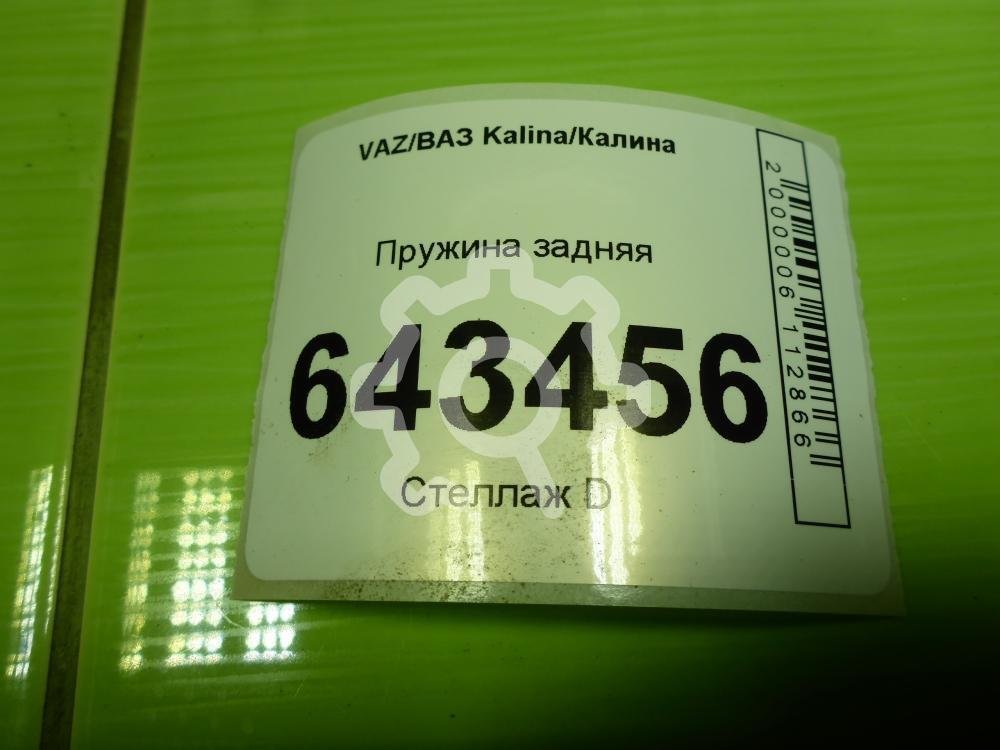 VAZ/ВАЗ Kalina/Калина
Пружина задняя
643456
Стеллаж D
2000006112866